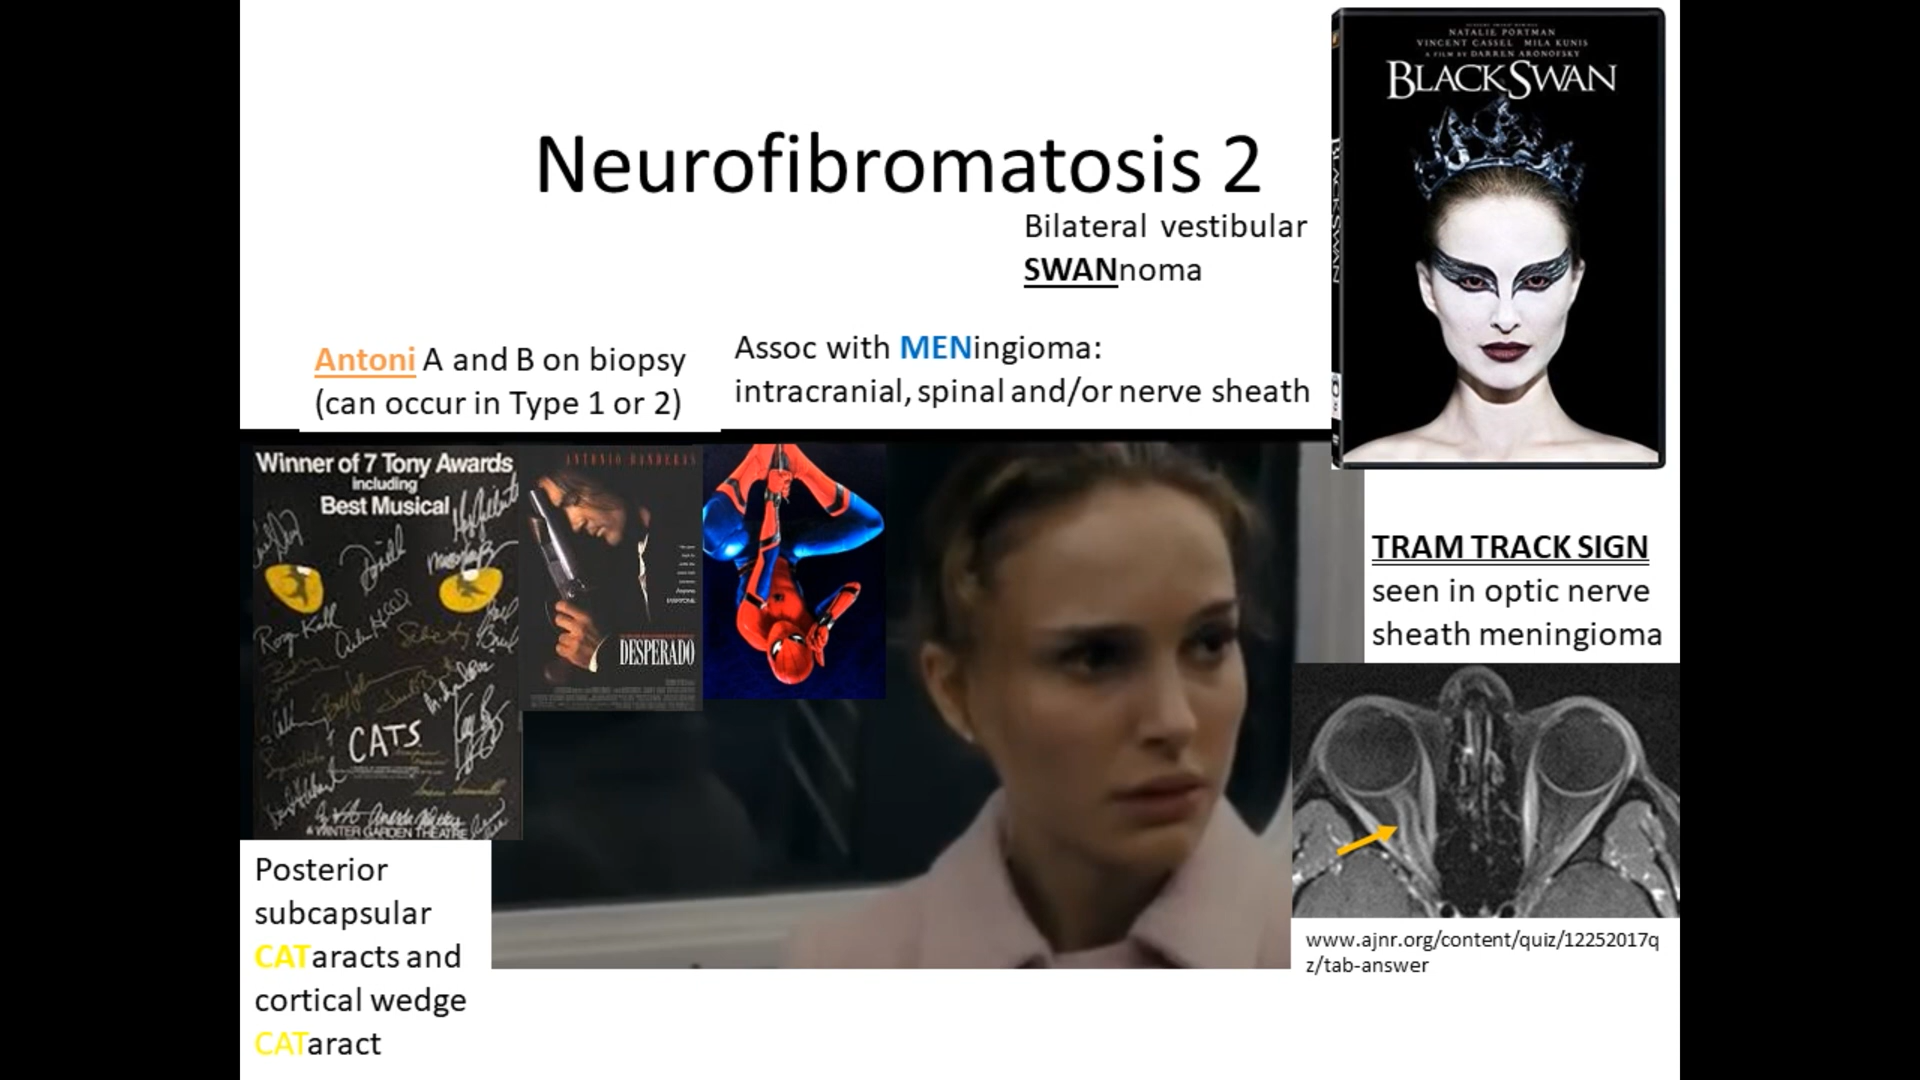 NATALIE PORTMAN
VINCENT CASSEL MILA KUNIS
A FILM BY DARREN ARONOFSKY
BLACK SWAN
BLACK SWAN
Neurofibromatosis 2
Bilateral vestibular
SWANnoma
Assoc with MENingioma:
intracranial, spinal and/or nerve sheath
Antoni A and B on biopsy
(can occur in Type 1 or 2)
Winner of 7 Tony Awards
including
Best Musical
CATS
WINTER GARDEN THEATRE
ANTONIO BANDERAS
DESPERADO
TRAM TRACK SIGN
seen in optic nerve
sheath meningioma
www.ajnr.org/content/quiz/12252017q
z/tab-answer
Posterior
subcapsular
CATaracts and
cortical wedge
CATaract